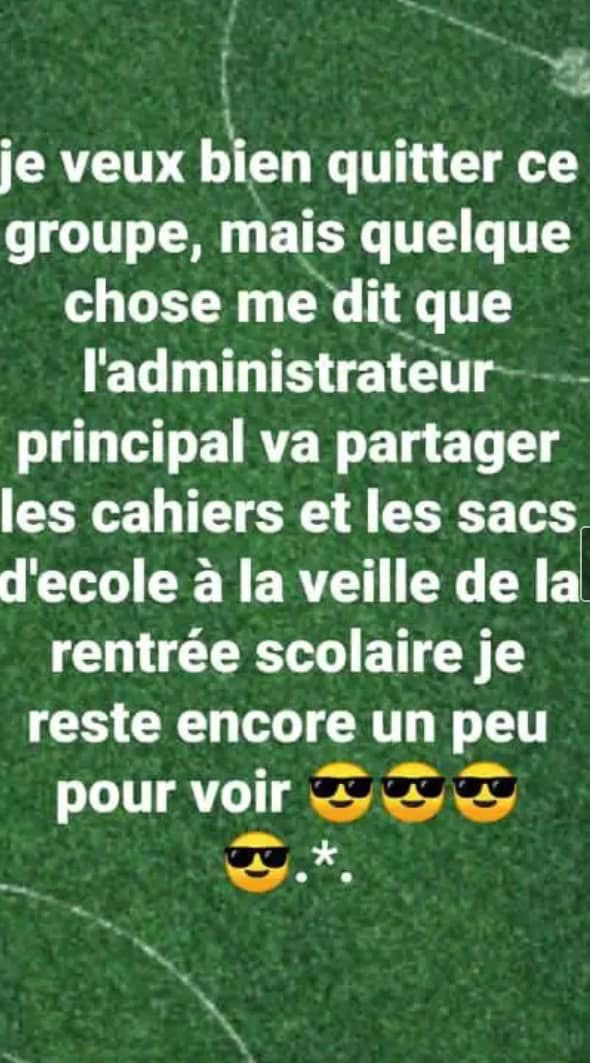 je veux bien quitter ce
groupe, mais quelque
chose me dit que
l'administrateur
principal va partager
les cahiers et les sacs
d'ecole à la veille de la
rentrée scolaire je
reste encore un peu
pour voir 😎😎😎
😎.*.